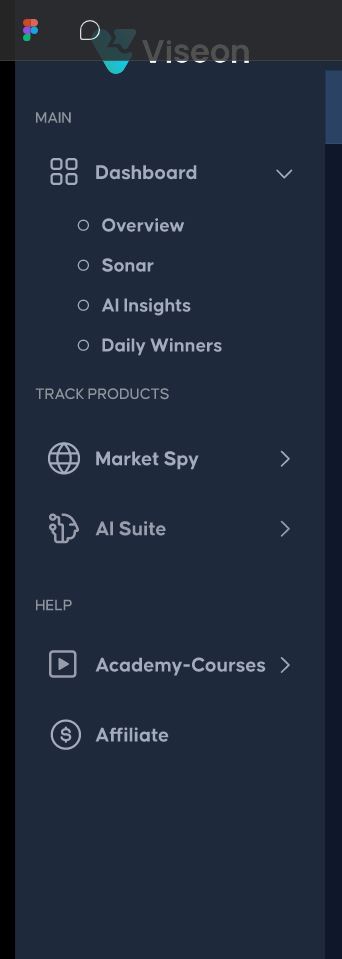 Viseon
MAIN
Dashboard
Overview
Sonar
AI Insights
Daily Winners
TRACK PRODUCTS
Market Spy
AI Suite
HELP
Academy-Courses
Affiliate